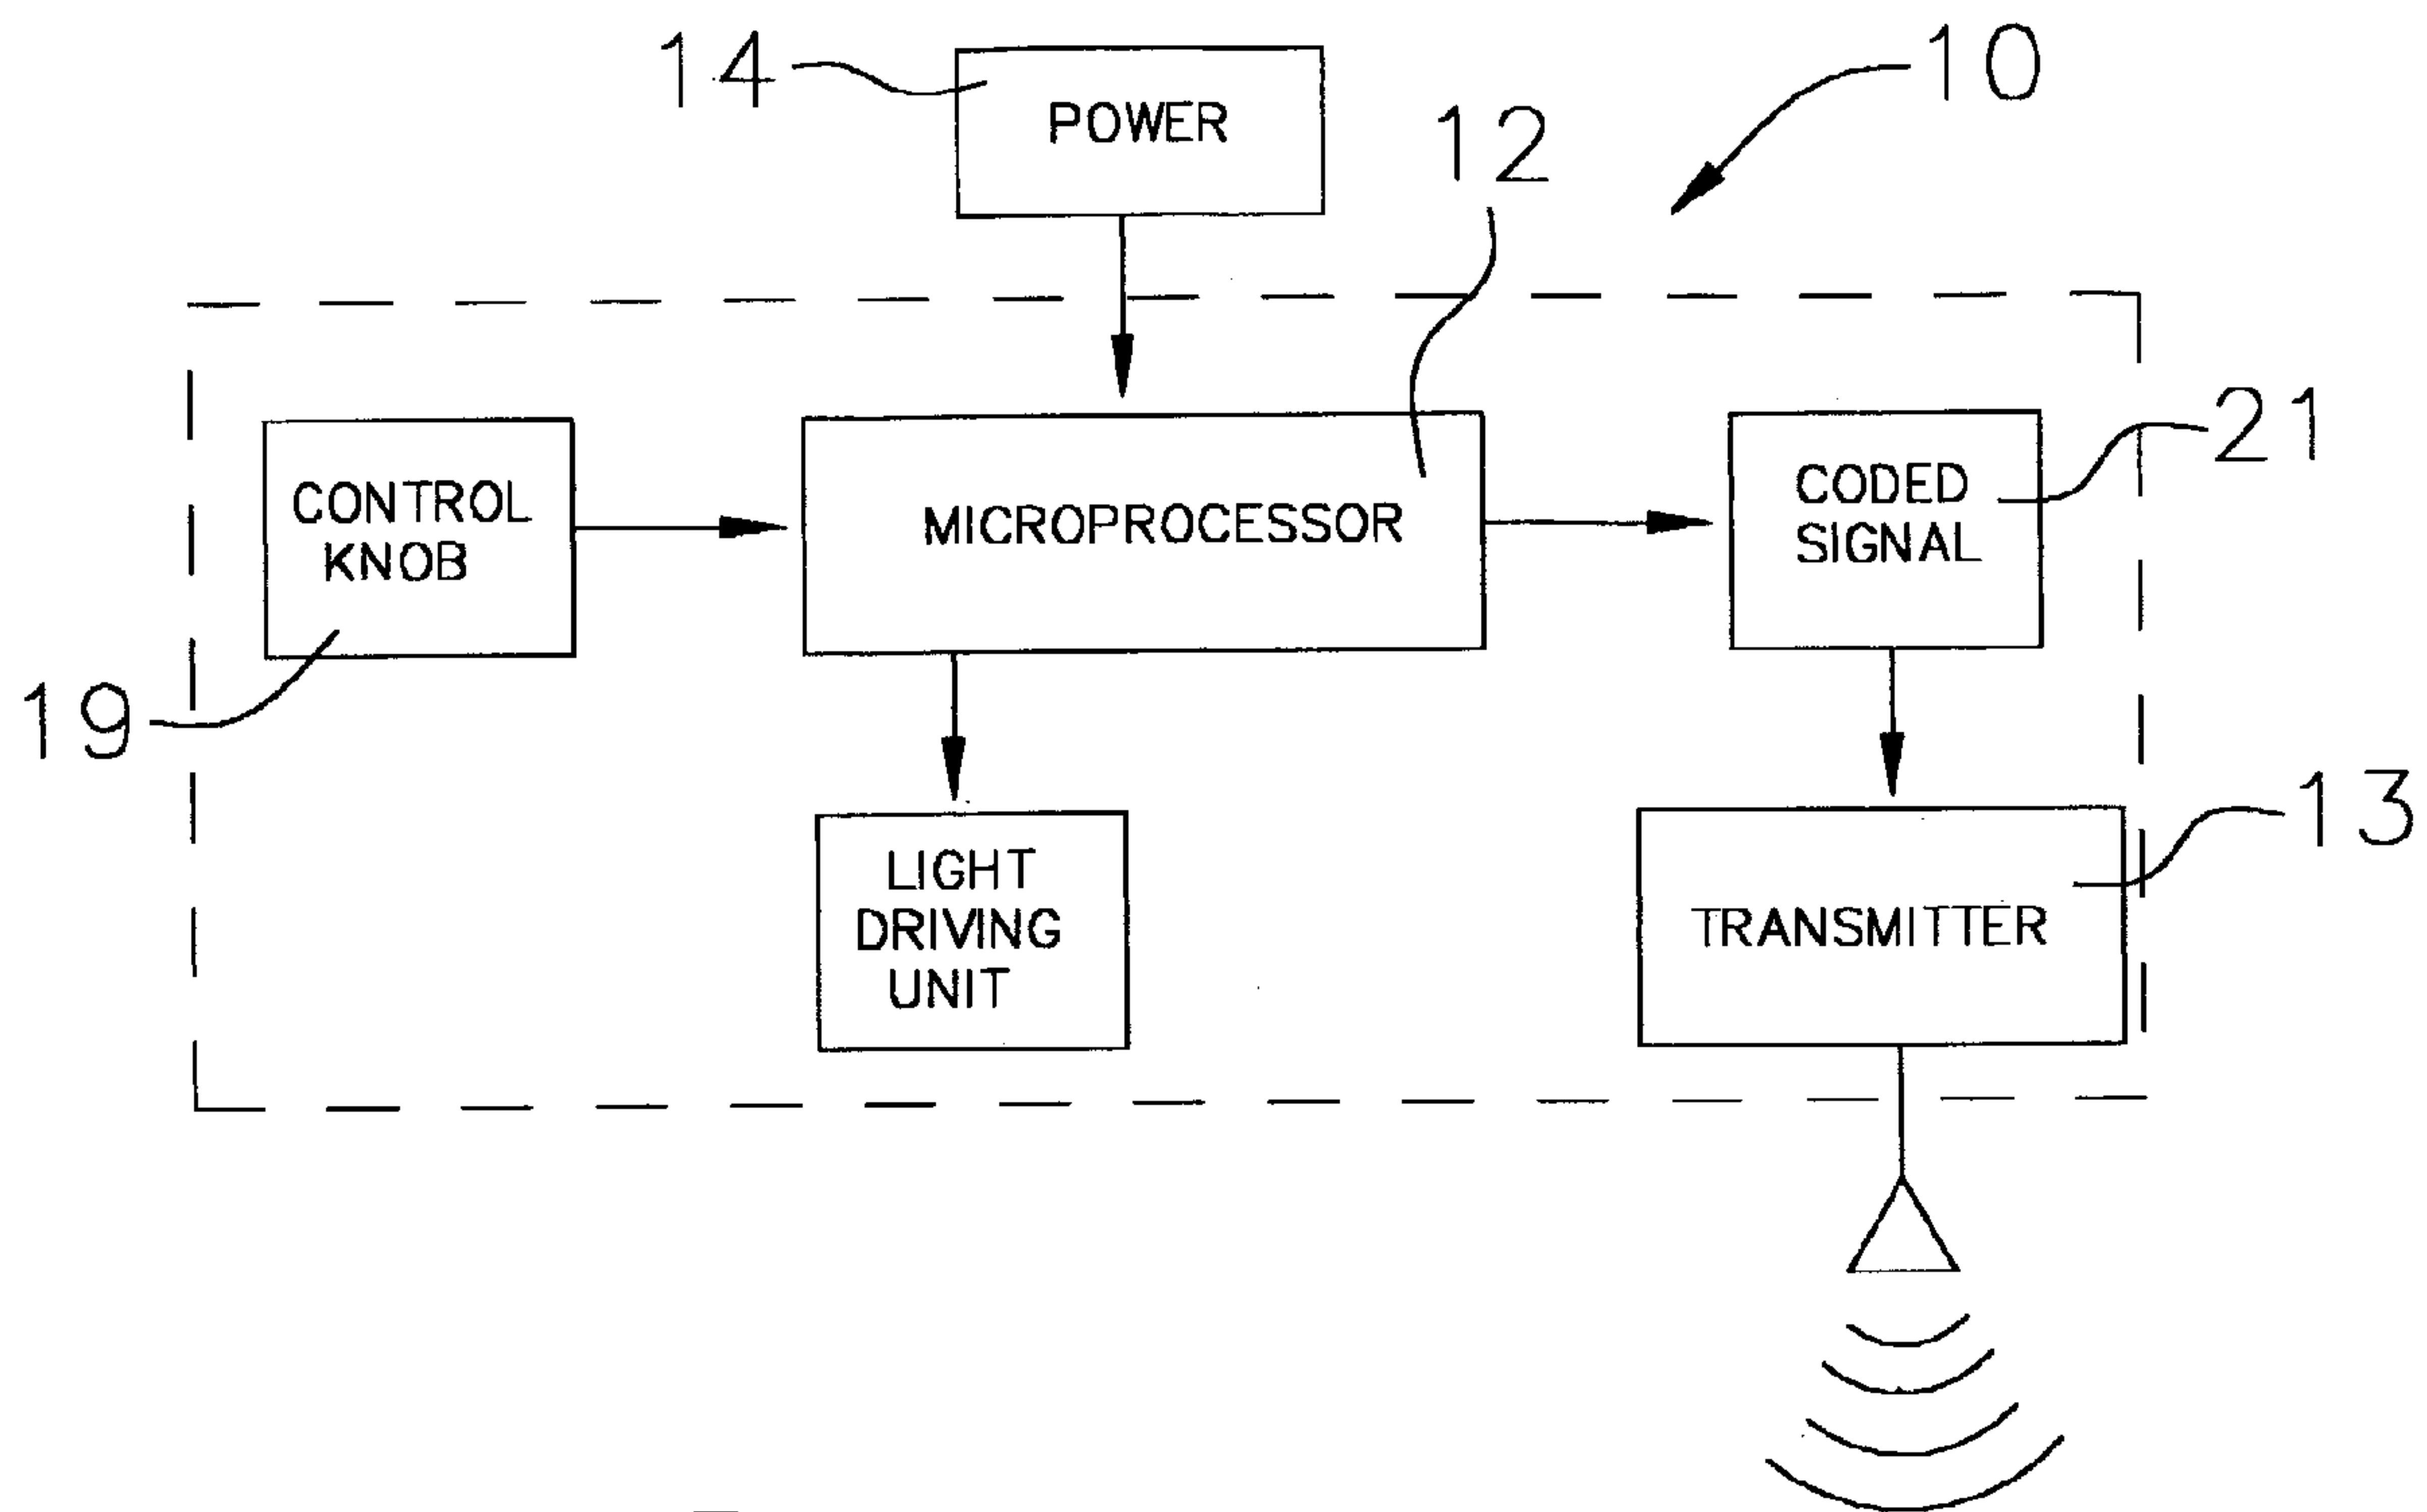 14
POWER
10
12
CONTROL
KNOB
MICROPROCESSOR
CODED
SIGNAL
21
19
LIGHT
DRIVING
UNIT
TRANSMITTER
13